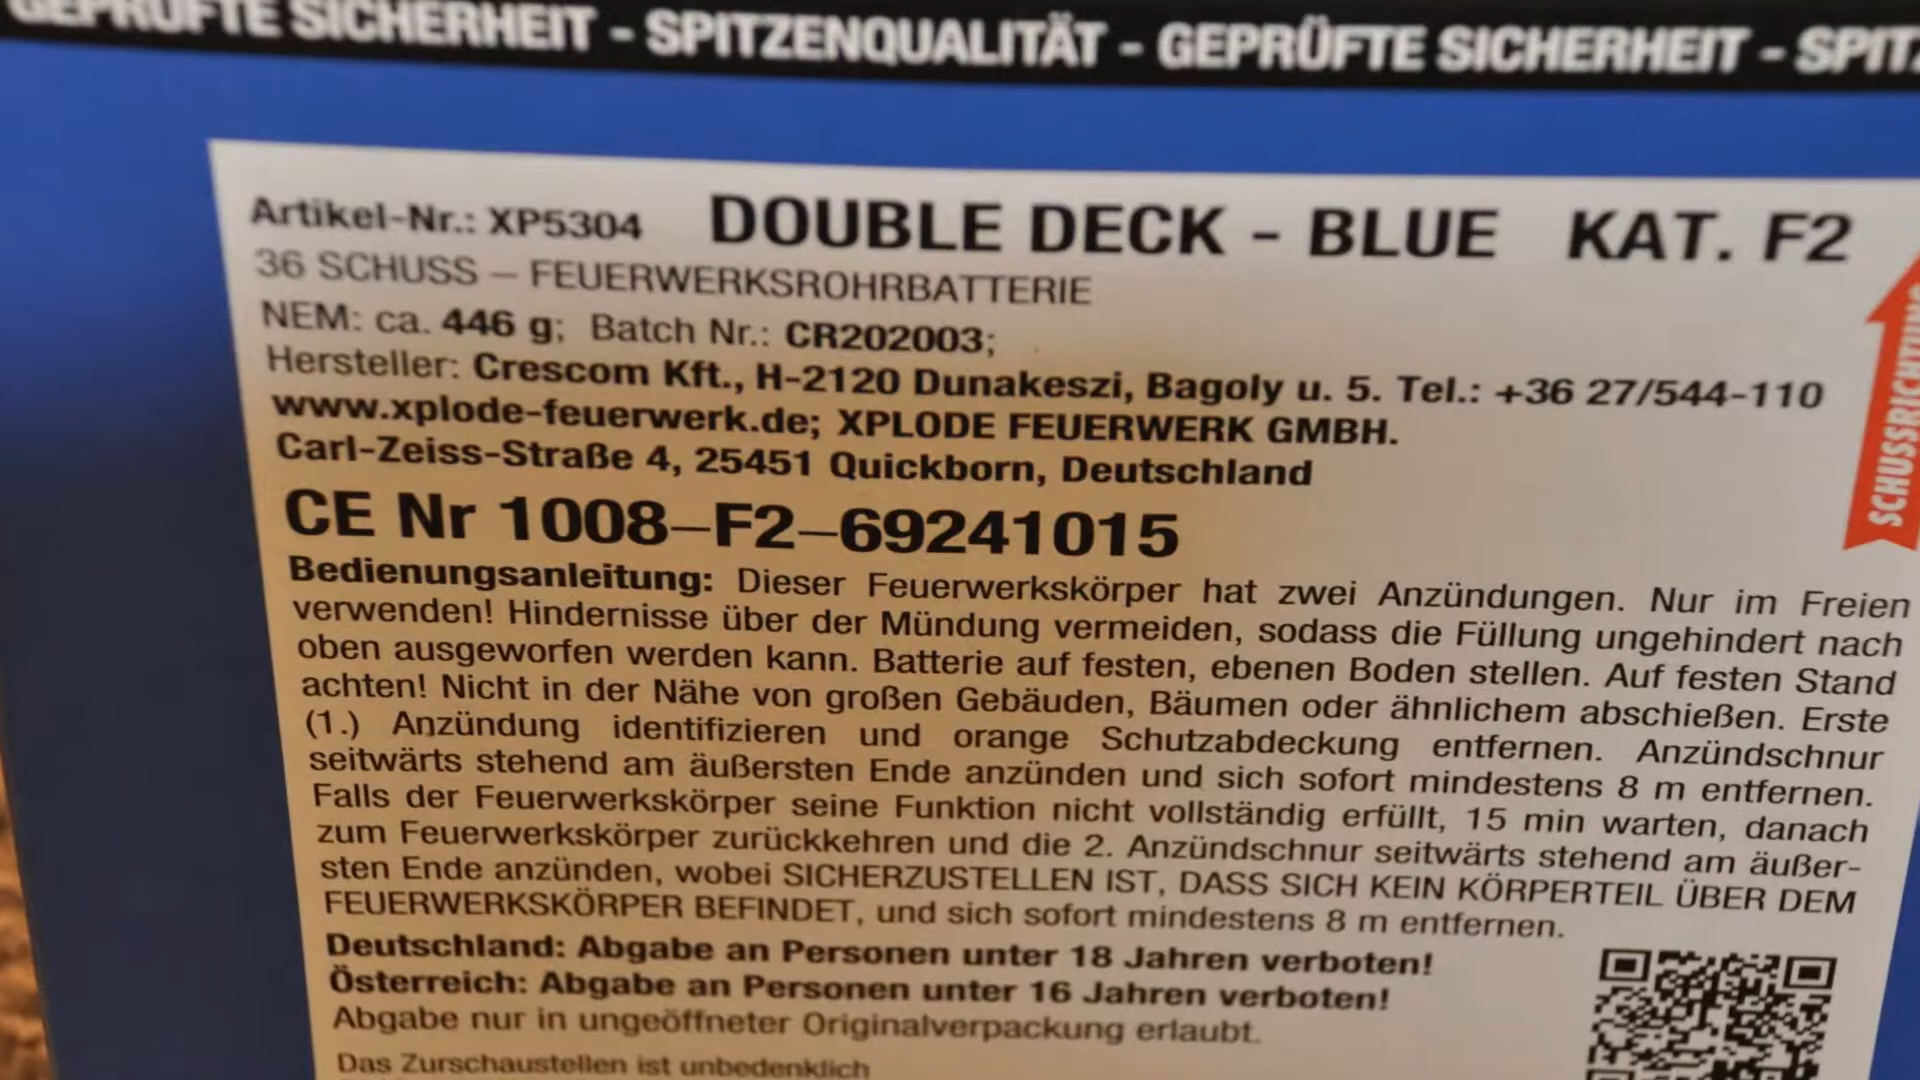 GEPRÜFTE SICHERHEIT - SPITZENQUALITÄT - GEPRÜFTE SICHERHEIT - SPITZ
Artikel-Nr.: XP5304 DOUBLE DECK - BLUE KAT. F2
36 SCHUSS – FEUERWERKSROHRBATTERIE
NEM: ca. 446 g; Batch Nr.: CR202003;
Hersteller: Crescom Kft., H-2120 Dunakeszi, Bagoly u. 5. Tel.: +36 27/544-110
www.xplode-feuerwerk.de; XPLODE FEUERWERK GMBH.
Carl-Zeiss-Straße 4, 25451 Quickborn, Deutschland
CE Nr 1008–F2–69241015
Bedienungsanleitung: Dieser Feuerwerkskörper hat zwei Anzündungen. Nur im Freien
verwenden! Hindernisse über der Mündung vermeiden, sodass die Füllung ungehindert nach
oben ausgeworfen werden kann. Batterie auf festen, ebenen Boden stellen. Auf festen Stand
achten! Nicht in der Nähe von großen Gebäuden, Bäumen oder ähnlichem abschießen. Erste
(1.) Anzündung identifizieren und orange Schutzabdeckung entfernen. Anzündschnur
seitwärts stehend am äußersten Ende anzünden und sich sofort mindestens 8 m entfernen.
Falls der Feuerwerkskörper seine Funktion nicht vollständig erfüllt, 15 min warten, danach
zum Feuerwerkskörper zurückkehren und die 2. Anzündschnur seitwärts stehend am äußer-
sten Ende anzünden, wobei SICHERZUSTELLEN IST, DASS SICH KEIN KÖRPERTEIL ÜBER DEM
FEUERWERKSKÖRPER BEFINDET, und sich sofort mindestens 8 m entfernen.
Deutschland: Abgabe an Personen unter 18 Jahren verboten!
Österreich: Abgabe an Personen unter 16 Jahren verboten!
Abgabe nur in ungeöffneter Originalverpackung erlaubt.
Das Zurschaustellen ist unbedenklich
SCHUSSRICHTUNG